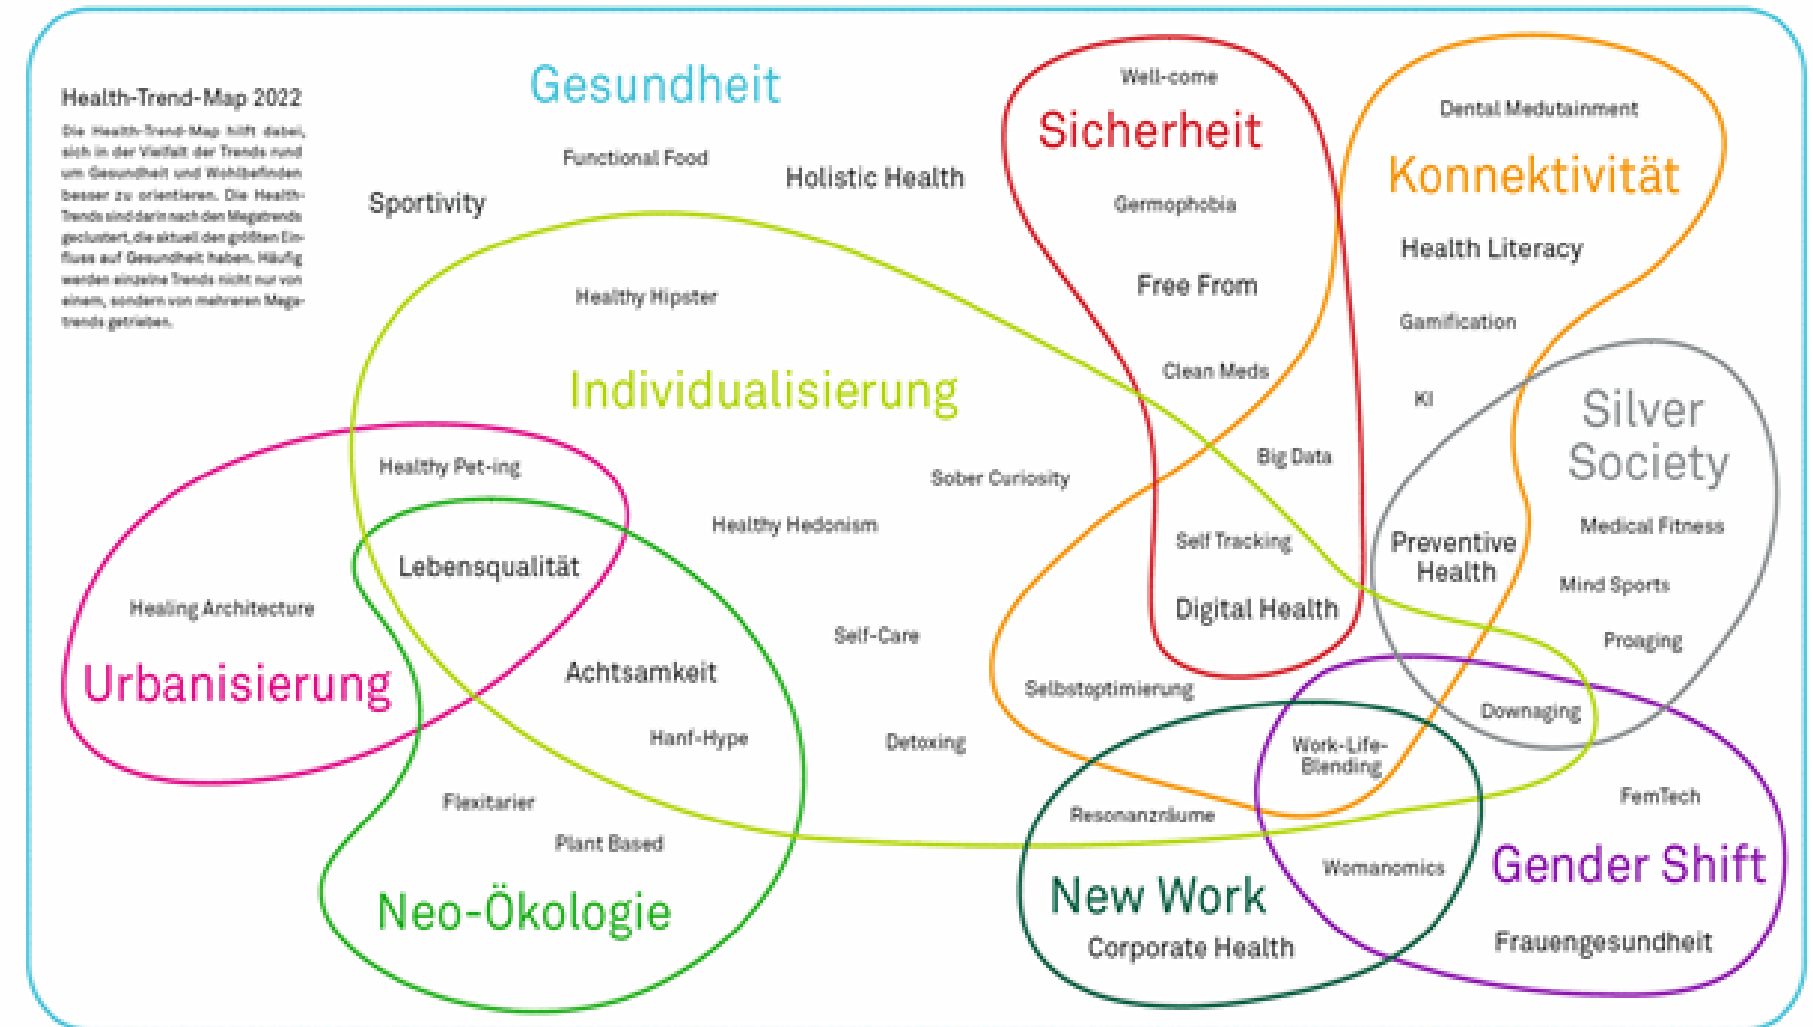 Health-Trend-Map 2022
Die Health-Trend-Map hilft dabei,
sich in der Vielfalt der Trends rund
um Gesundheit und Wohlbefinden
besser zu orientieren. Die Health-
Trends sind darin nach den Megatrends
geclustert, die aktuell den größten Ein-
fluss auf Gesundheit haben. Häufig
werden einzelne Trends nicht nur von
einem, sondern von mehreren Mega-
trends getrieben.
Gesundheit
Functional Food
Holistic Health
Sportivity
Well-come
Sicherheit
Germophobia
Free From
Clean Meds
Big Data
Self Tracking
Digital Health
Dental Medutainment
Konnektivität
Health Literacy
Gamification
KI
Silver
Society
Preventive
Health
Medical Fitness
Mind Sports
Proaging
Downaging
Healthy Hipster
Individualisierung
Sober Curiosity
Healthy Hedonism
Self-Care
Detoxing
Selbstoptimierung
Healthy Pet-ing
Lebensqualität
Healing Architecture
Urbanisierung
Achtsamkeit
Hanf-Hype
Flexitarier
Plant Based
Neo-Ökologie
Work-Life-
Blending
Resonanzräume
Womanomics
New Work
Corporate Health
FemTech
Gender Shift
Frauengesundheit